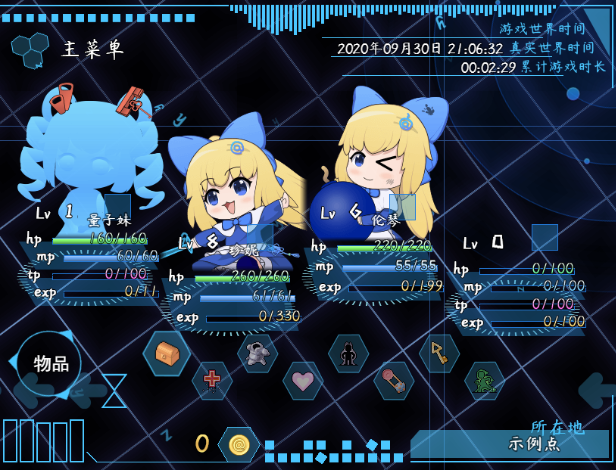 主菜单
游戏世界时间
2020年09月30日 21:06:32 真实世界时间
00:02:29 累计游戏时长
Lv 1 量子妹
hp 160/160
mp 60/60
tp 0/100
exp 0/11
Lv 8 珍妮
hp 260/260
mp 61/61
exp 0/330
Lv 6 伦琴
hp 220/220
mp 55/55
exp 0/199
Lv 0
hp 0/100
mp 0/100
tp 0/100
exp 0/100
物品
0
所在地
示例点